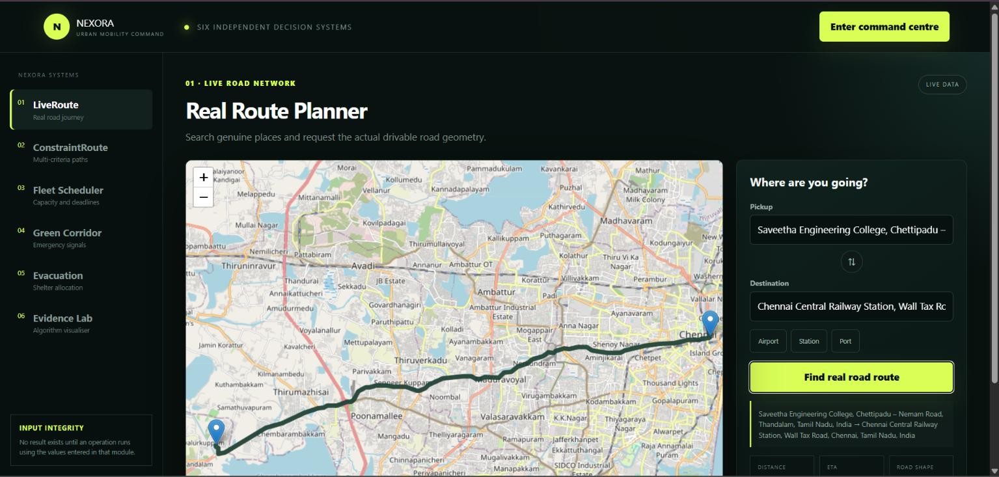 N
NEXORA
URBAN MOBILITY COMMAND
SIX INDEPENDENT DECISION SYSTEMS
Enter command centre
NEXORA SYSTEMS
01
LiveRoute
Real road journey
02
ConstraintRoute
Multi-criteria paths
03
Fleet Scheduler
Capacity and deadlines
04
Green Corridor
Emergency signals
05
Evacuation
Shelter allocation
06
Evidence Lab
Algorithm visualiser
INPUT INTEGRITY
No result exists until an operation runs
using the values entered in that module.
01 · LIVE ROAD NETWORK
LIVE DATA
Real Route Planner
Search genuine places and request the actual drivable road geometry.
+
−
Morai
Pammadukulam
Kavankarai
Mathur
alaiyanoor
Kandigai
Kollumedu
Vellanur
Kannadapalayam
Puzhal
Madhavaram
Milk Colony
Melappedu
Mittanamalli
Kathirvedu
Mullai Nagar
Kovilpadagai
Madhavaram
Kallikuppam
Puthagaram
Nemilicheri
Pattabiram
Thirumullaivoyal
Kodungaiyur
Thiruninravur
Avadi
Annanur
Ambattur OT
Kolathur
Thiru Vi Ka
Nagar
Thandurai
Sekkadu
JB Estate
Korattur
Villivakkam
Perambur
Annaikattucheri
Ambattur
Padi
Amudurmedu
Govardhanagiri
Ambattur Industrial
Estate
Ayanavaram
Paruthipattu
Anna Nagar
Voyalanallur
Kolladi
Mogappair
East
Jamin Korattur
Mettupalayam
Ayanambakkam
Shenoy Nagar
Kavalcheri
Thiruverkadu
Vanagaram
Aminjikarai
Chetpet
Island Gro
Kilmanambedu
Parivakkam
Kuthambakkam
Thirumazhisai
Senneer Kuppam
Maduravoyal
Thousand Lights
Noombal
Virugambakkam
Kodambakkam
Samathuvapuram
Poonamallee
Valasaravakkam
K.K.Nagar
Thiyagaraya
Nagar
Royapettah
Chembarambakkam
Mangadu
Thelliyaragaram
Alwarpet
Ramapuram
Jafferkhanpet
Ekkattuthangal
Raja Annamalai
Puram
Chinnapanicheri
Mugalivakkam
Periyapanicheri
Manapakkam
SIDCO Industrial
Estate
Where are you going?
Pickup
Saveetha Engineering College, Chettipadu –
⇅
Destination
Chennai Central Railway Station, Wall Tax Rc
Airport
Station
Port
Find real road route
Saveetha Engineering College, Chettipadu – Nemam Road,
Thandalam, Tamil Nadu, India → Chennai Central Railway
Station, Wall Tax Road, Chennai, Tamil Nadu, India
DISTANCE
ETA
ROAD SHAPE